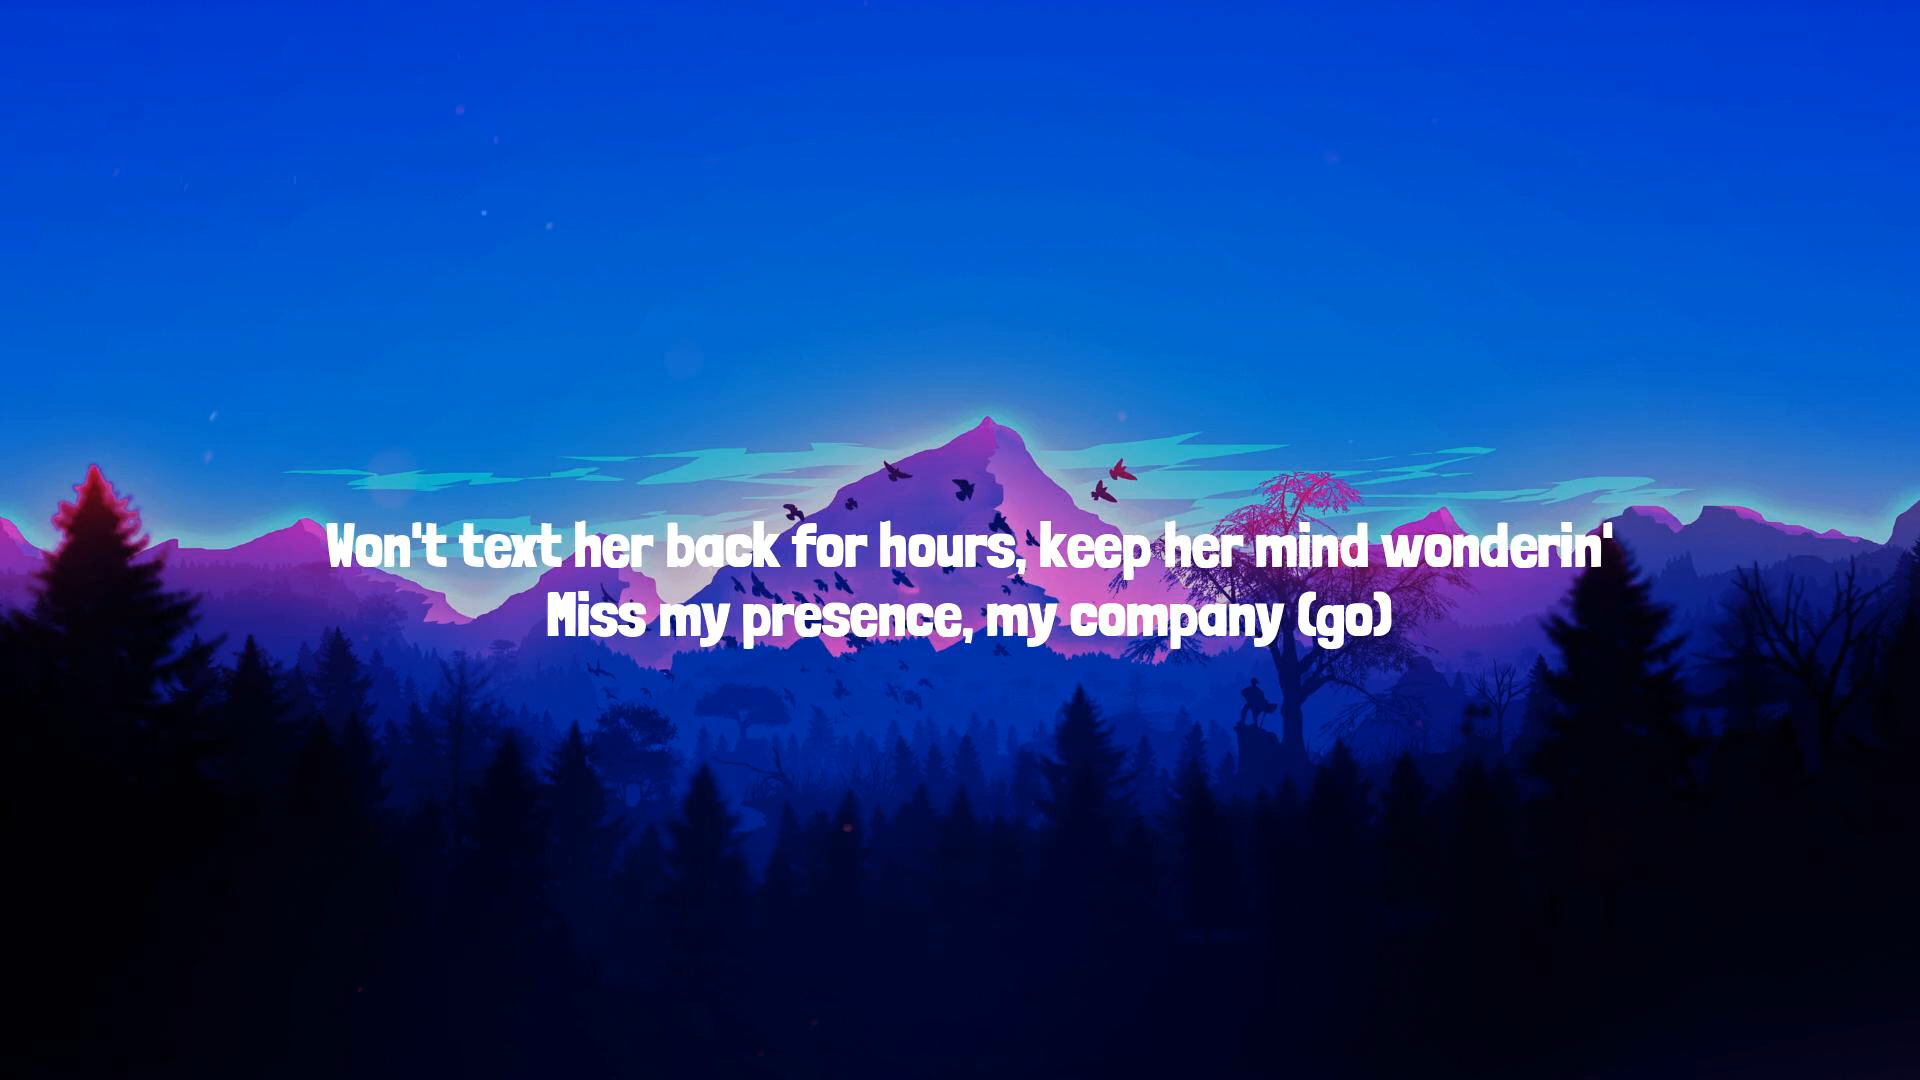 Won't text her back for hours, keep her mind wonderin'
Miss my presence, my company (go)